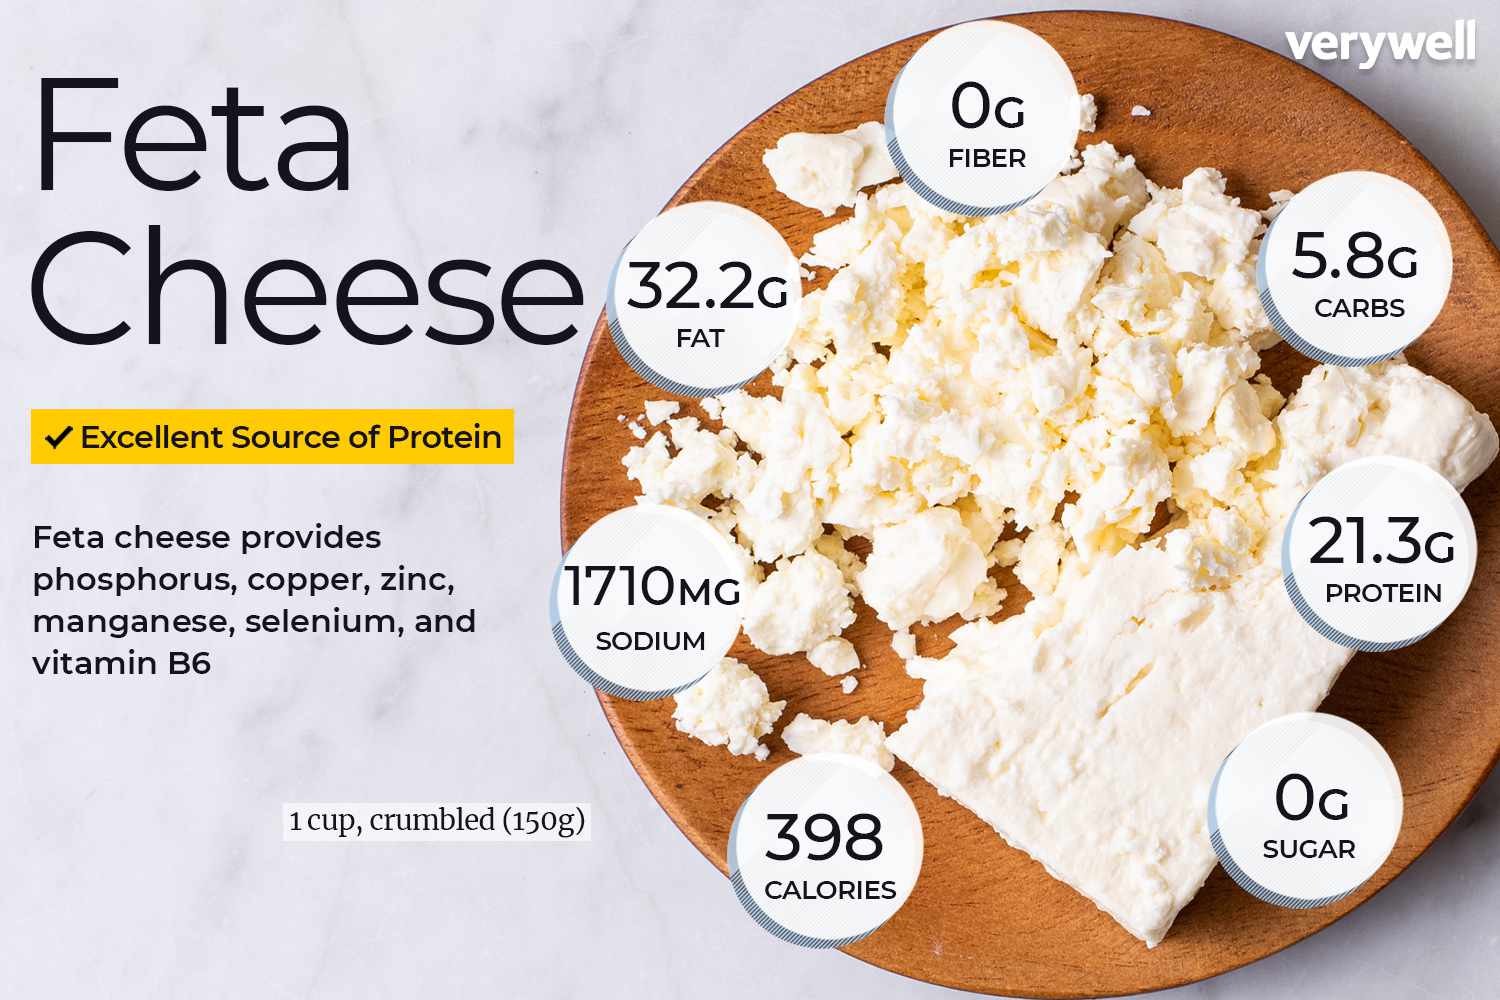 verywell
Feta
Cheese
✓ Excellent Source of Protein
Feta cheese provides
phosphorus, copper, zinc,
manganese, selenium, and
vitamin B6
1 cup, crumbled (150g)
0G
FIBER
32.2G
FAT
5.8G
CARBS
1710MG
SODIUM
21.3G
PROTEIN
398
CALORIES
0G
SUGAR